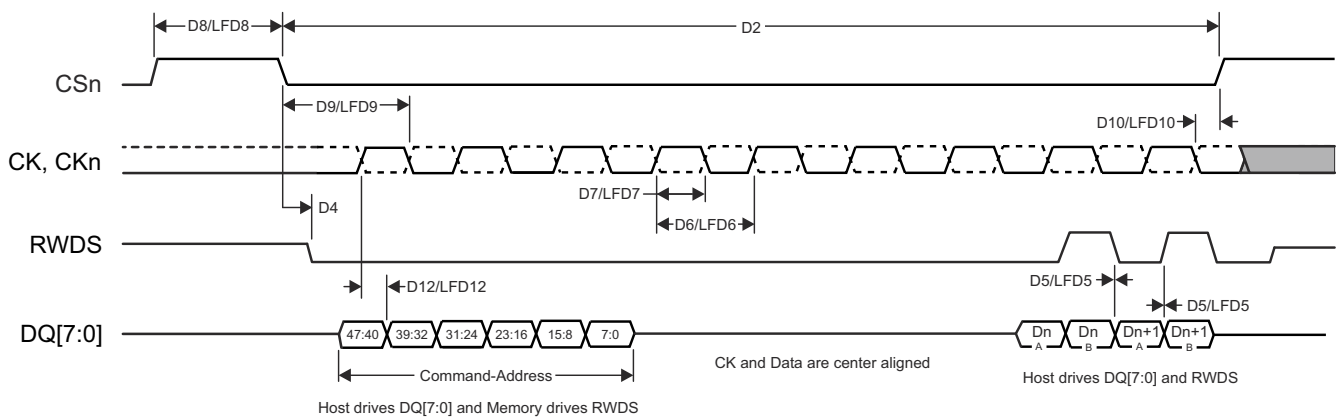 D8/LFD8
D2
CSn
D9/LFD9
D10/LFD10
CK, CKn
D7/LFD7
D4
D6/LFD6
RWDS
D12/LFD12
D5/LFD5
D5/LFD5
DQ[7:0]
47:40 39:32 31:24 23:16 15:8 7:0
Dn A Dn B Dn+1 A Dn+1 B
CK and Data are center aligned
Command-Address
Host drives DQ[7:0] and RWDS
Host drives DQ[7:0] and Memory drives RWDS